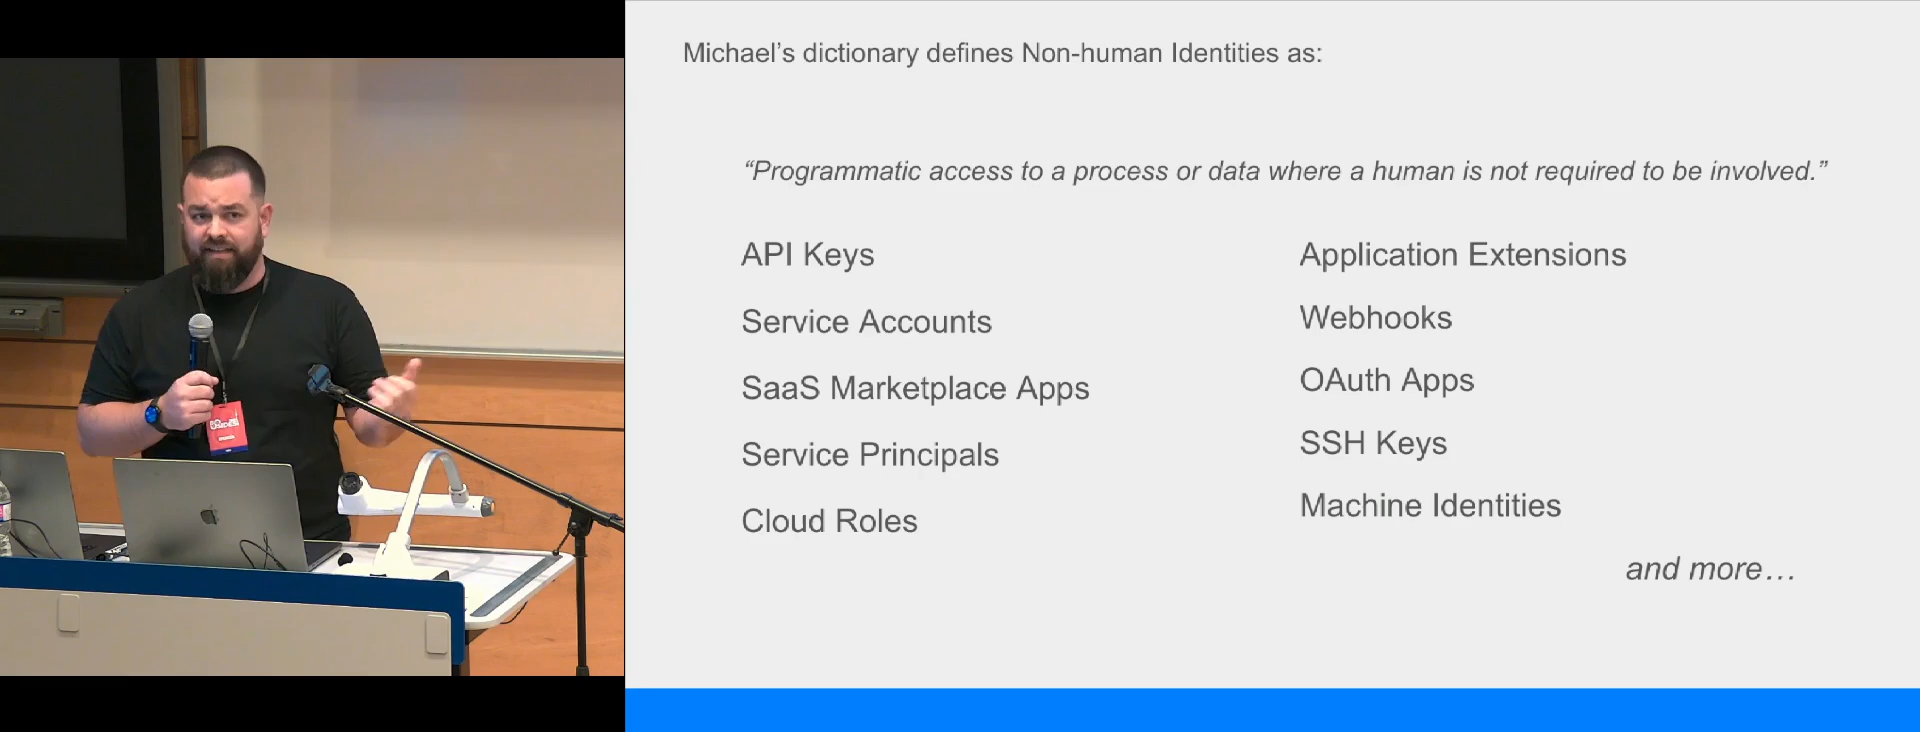 Michael's dictionary defines Non-human Identities as:
“Programmatic access to a process or data where a human is not required to be involved.”
API Keys
Service Accounts
SaaS Marketplace Apps
Service Principals
Cloud Roles
Application Extensions
Webhooks
OAuth Apps
SSH Keys
Machine Identities
and more…